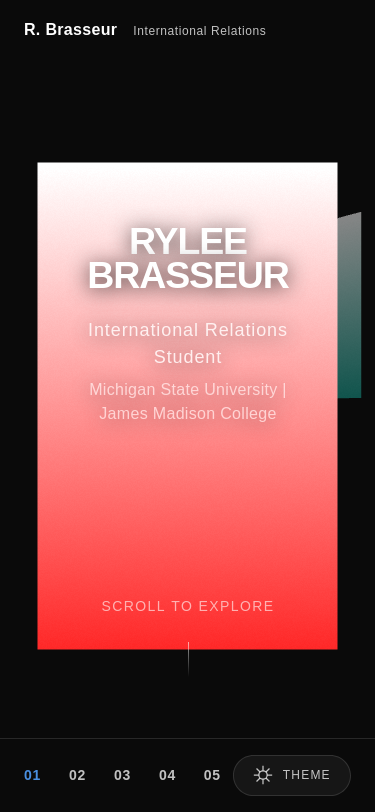 R. Brasseur International Relations
RYLEE
BRASSEUR
International Relations
Student
Michigan State University |
James Madison College
SCROLL TO EXPLORE
01 02 03 04 05 THEME